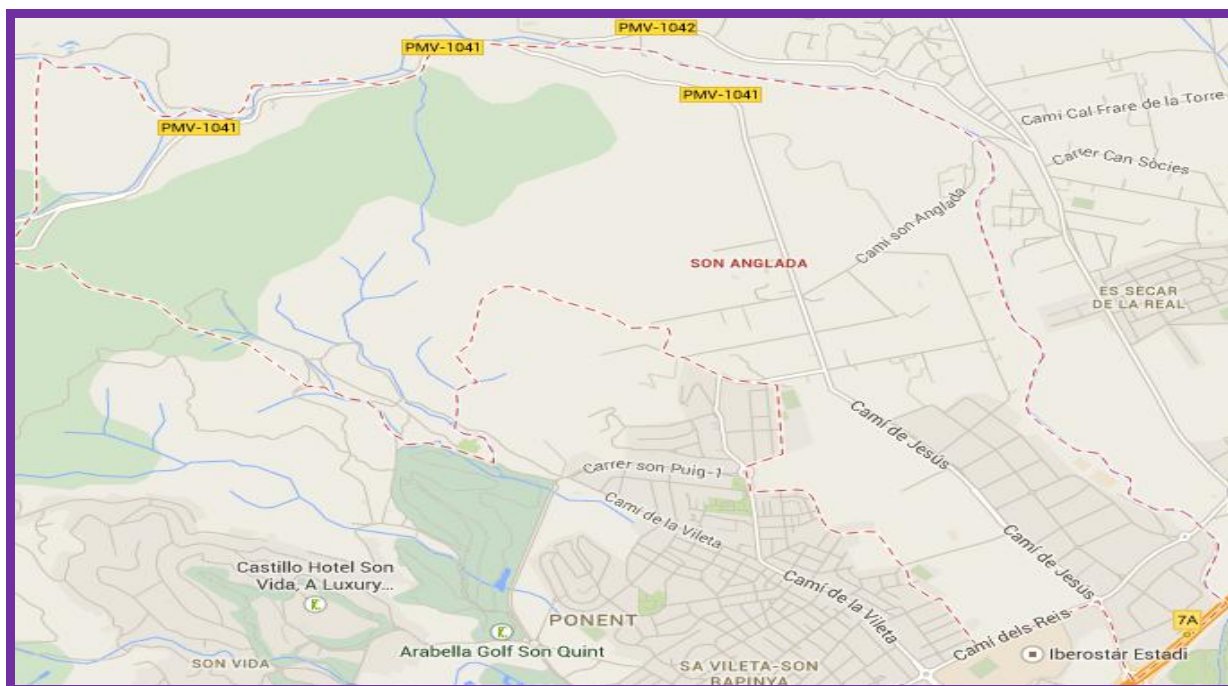 PMV-1042
PMV-1041
PMV-1041
PMV-1041
Camí Cal Frare de la Torre
Carrer Can Sòcies
Camí son Anglada
SON ANGLADA
ES SECAR
DE LA REAL
Camí de Jesús
Carrer son Puig-1
Camí de la Vileta
Camí de Jesús
Castillo Hotel Son
Vida, A Luxury...
Camí de la Vileta
PONENT
Camí dels Reis
7A
Arabella Golf Son Quint
Iberostár Estadi
SON VIDA
SA VILETA-SON
RAPINYA